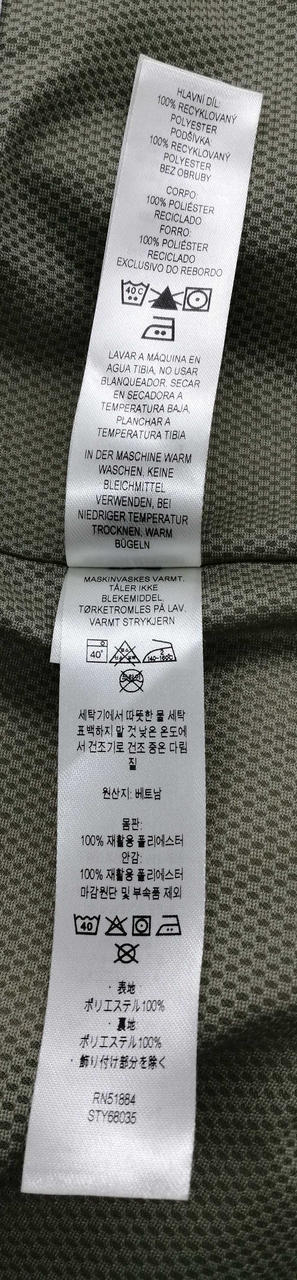 HLAVNÍ DÍL:
100% RECYKLOVANÝ
POLYESTER
PODŠÍVKA:
100% RECYKLOVANÝ
POLYESTER
BEZ OBRUBY
CORPO:
100% POLIÉSTER
RECICLADO
FORRO:
100% POLIÉSTER
RECICLADO
EXCLUSIVO DO REBORDO
40 C
LAVAR A MÁQUINA EN
AGUA TIBIA, NO USAR
BLANQUEADOR. SECAR
EN SECADORA A
TEMPERATURA BAJA,
PLANCHAR A
TEMPERATURA TIBIA
IN DER MASCHINE WARM
WASCHEN. KEINE
BLEICHMITTEL
VERWENDEN, BEI
NIEDRIGER TEMPERATUR
TROCKNEN, WARM
BÜGELN
MASKINVASKES VARMT.
TÅLER IKKE
BLEKEMIDDEL.
TØRKETROMLES PÅ LAV.
VARMT STRYKJERN
40°
140-160℃
세탁기에서 따뜻한 물 세탁
표백하지 말 것 낮은 온도에
서 건조기로 건조 중온 다림
질
원산지: 베트남
몸판:
100% 재활용 폴리에스터
안감:
100% 재활용 폴리에스터
마감원단 및 부속품 제외
40
· 表地
ポリエステル100%
· 裏地
ポリエステル100%
· 飾り付け部分を除く
RN51884
STY68035